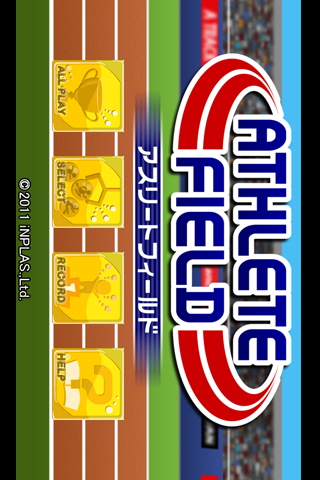 A TRACK
ATHLETE
FIELD
アスリートフィールド
ALL PLAY
SELECT
RECORD
HELP
© 2011 iNPLAS.,Ltd.